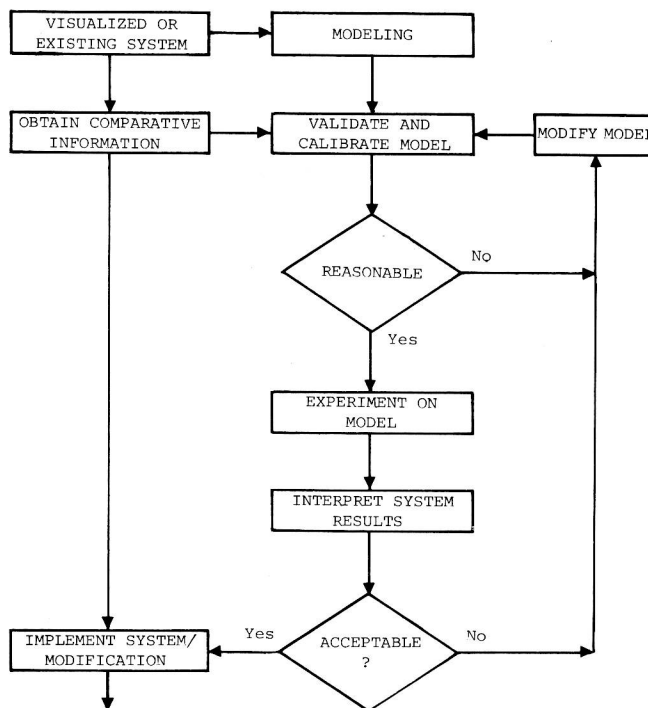 VISUALIZED OR
EXISTING SYSTEM
MODELING
OBTAIN COMPARATIVE
INFORMATION
VALIDATE AND
CALIBRATE MODEL
MODIFY MODEL
REASONABLE
No
Yes
EXPERIMENT ON
MODEL
INTERPRET SYSTEM
RESULTS
IMPLEMENT SYSTEM/
MODIFICATION
Yes
ACCEPTABLE
?
No